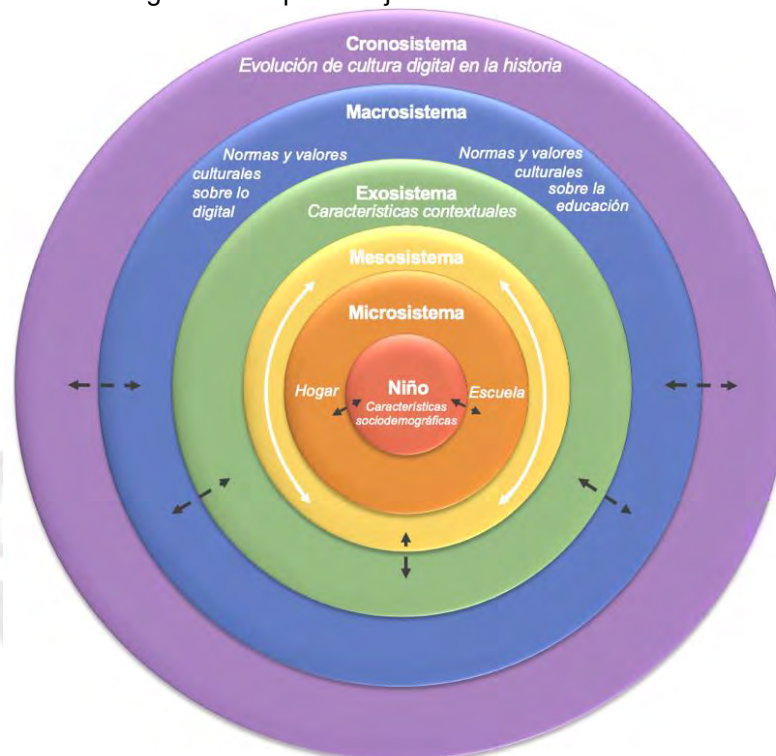 Cronosistema
Evolución de cultura digital en la historia
Macrosistema
Normas y valores
culturales
sobre lo
digital
Normas y valores
culturales
sobre la
educación
Exosistema
Características contextuales
Mesosistema
Microsistema
Hogar
Niño
Características
sociodemográficas
Escuela